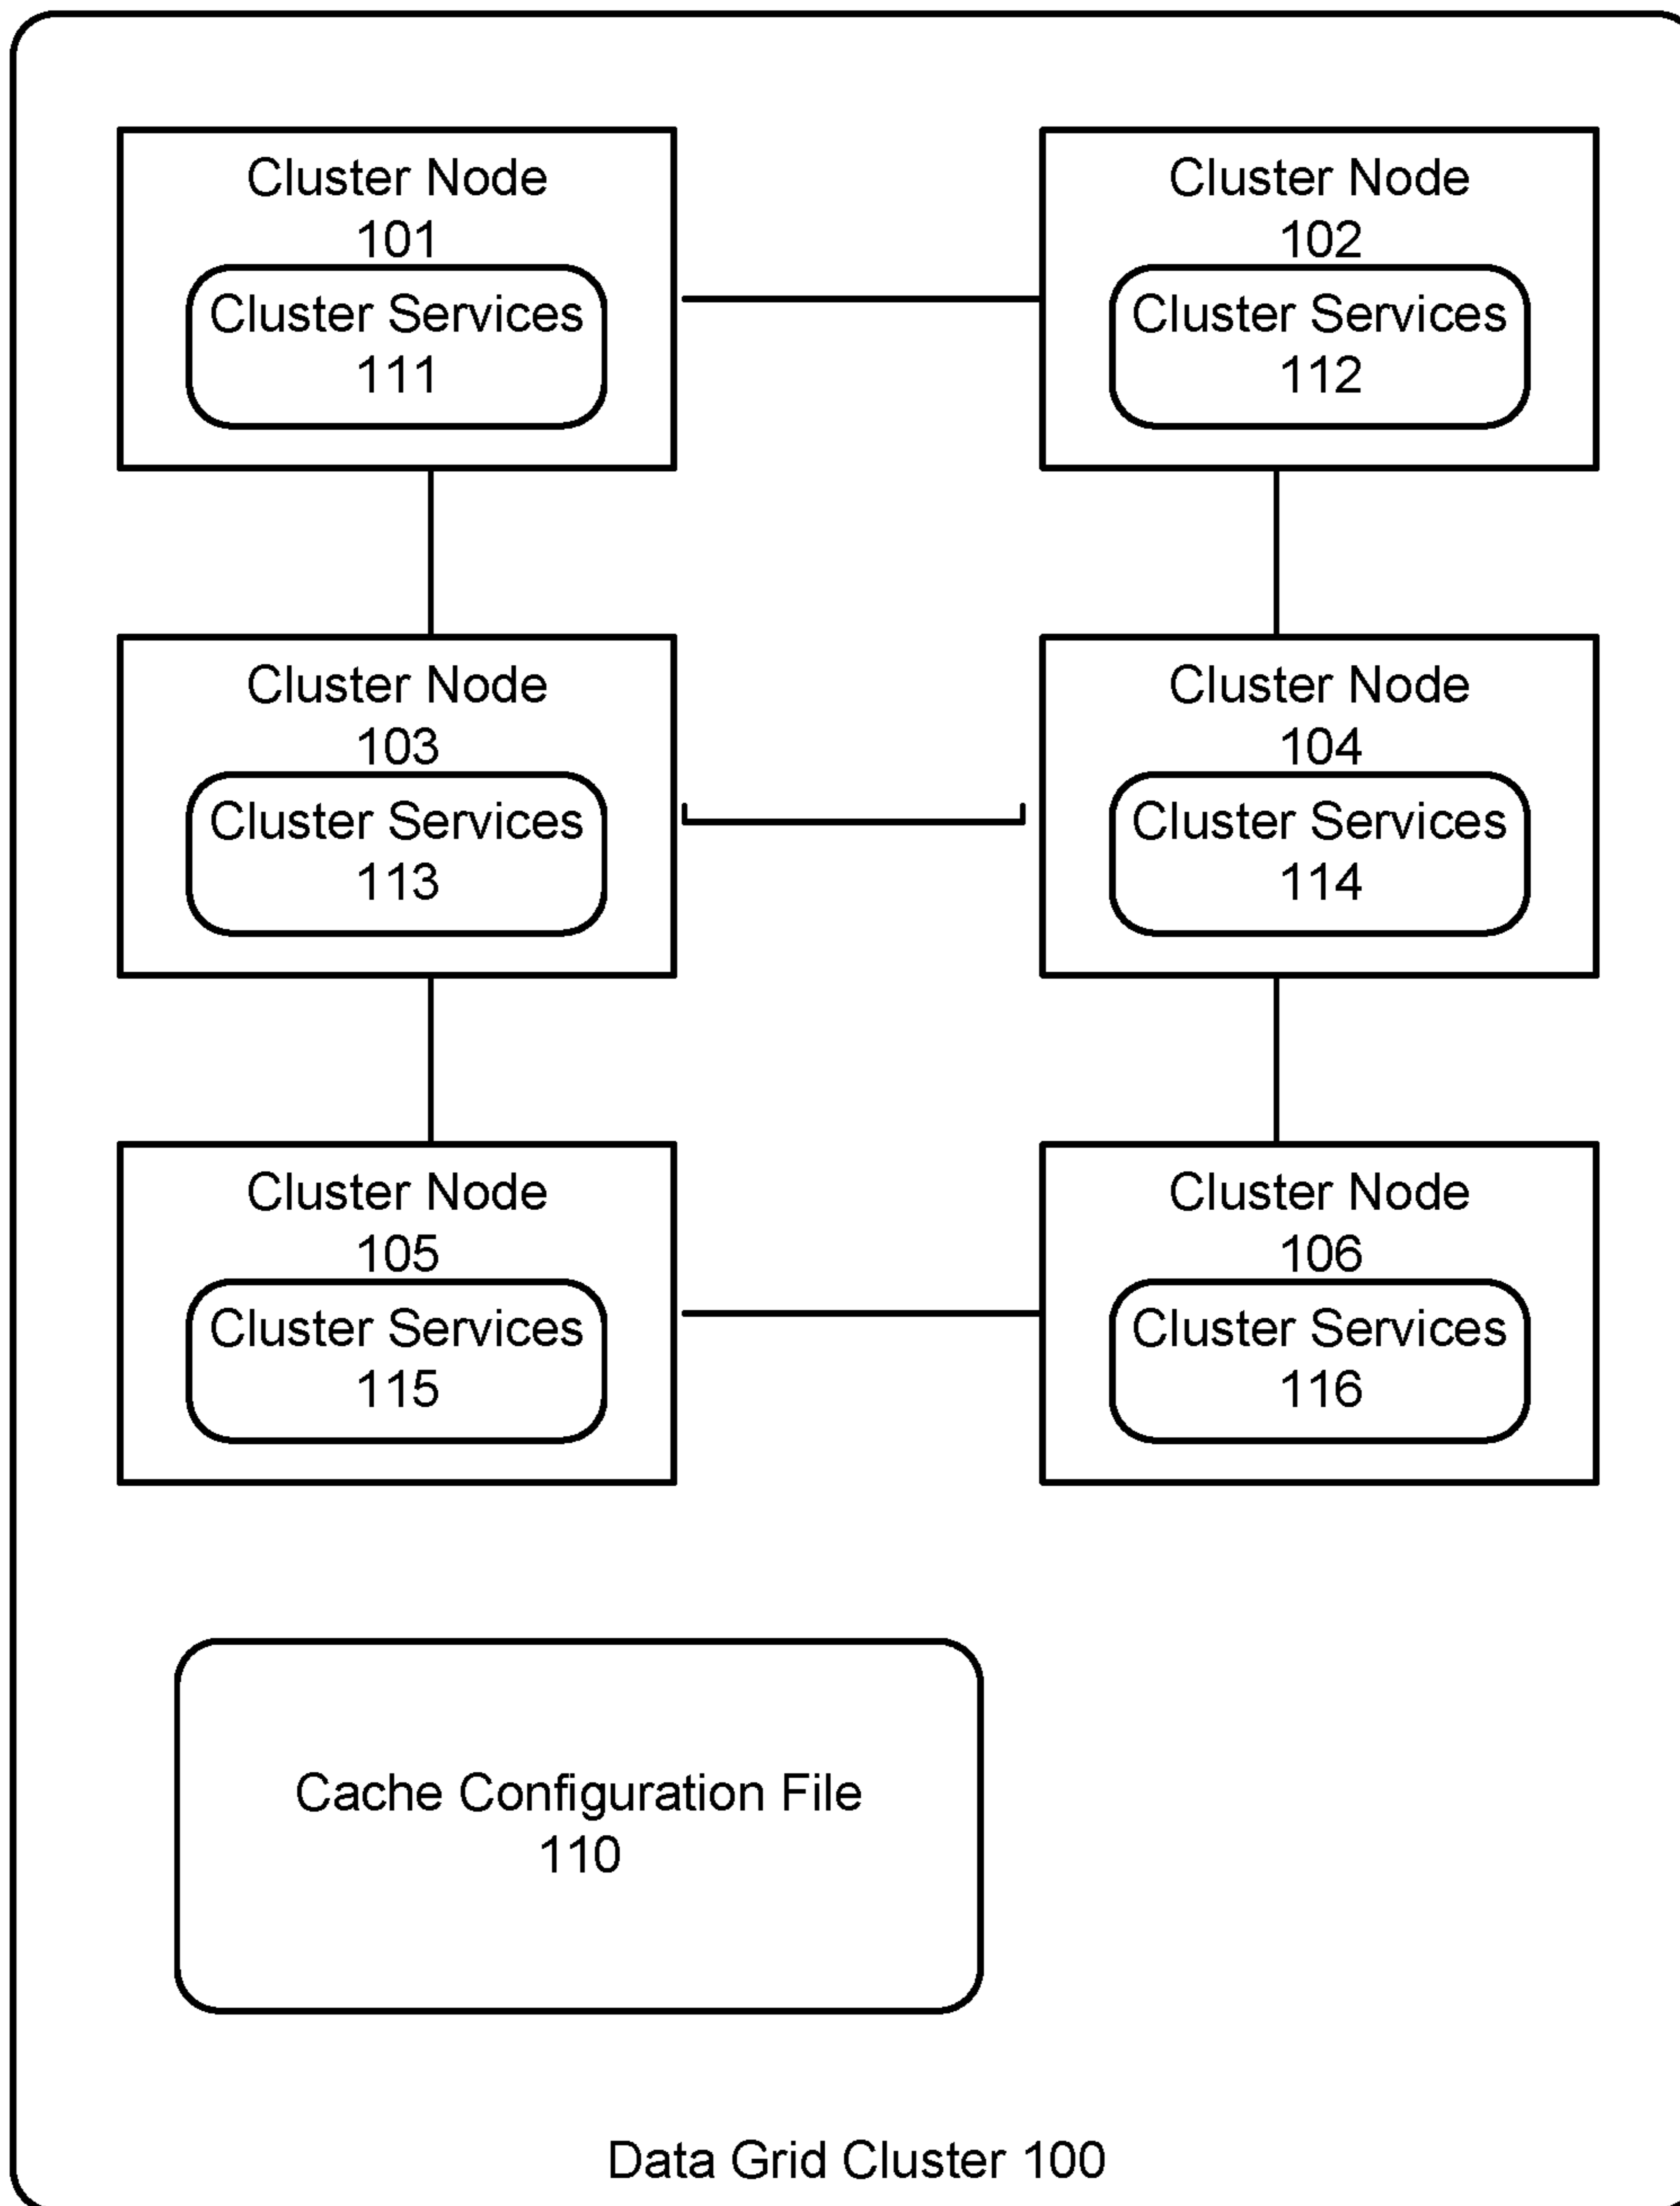 Cluster Node
101
Cluster Services
111
Cluster Node
102
Cluster Services
112
Cluster Node
103
Cluster Services
113
Cluster Node
104
Cluster Services
114
Cluster Node
105
Cluster Services
115
Cluster Node
106
Cluster Services
116
Cache Configuration File
110
Data Grid Cluster 100